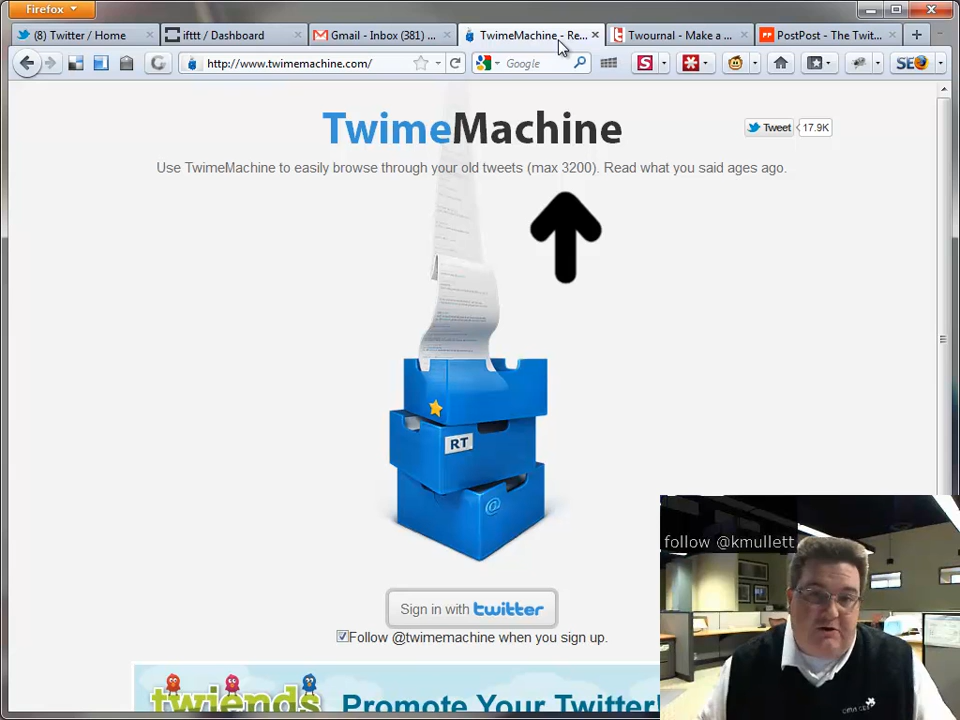 Firefox
(8) Twitter / Home
ifttt / Dashboard
Gmail - Inbox (381) ...
TwimeMachine - Re...
Twournal - Make a ...
PostPost - The Twit...
http://www.twimemachine.com/
Google
S
SEO
TwimeMachine
Tweet
17.9K
Use TwimeMachine to easily browse through your old tweets (max 3200). Read what you said ages ago.
RT
@
follow @kmullett
Sign in with twitter
Follow @twimemachine when you sign up.
twiends
Promote Your Twitter